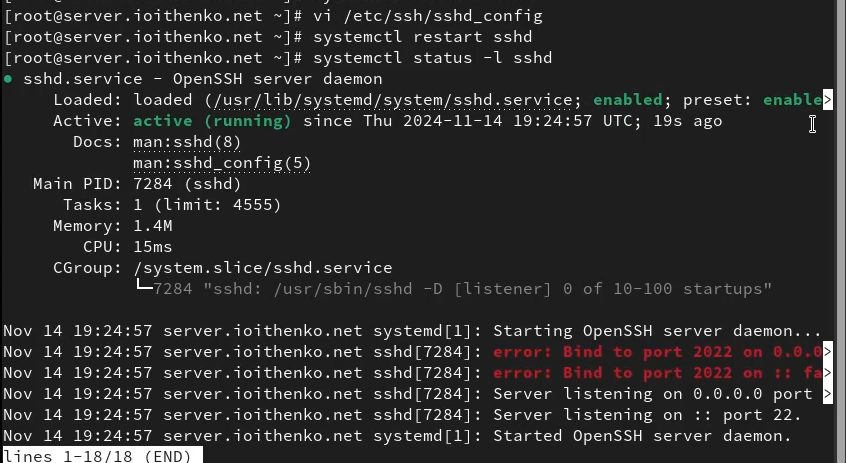 [root@server.ioithenko.net ~]# vi /etc/ssh/sshd_config
[root@server.ioithenko.net ~]# systemctl restart sshd
[root@server.ioithenko.net ~]# systemctl status -l sshd
● sshd.service - OpenSSH server daemon
Loaded: loaded (/usr/lib/systemd/system/sshd.service; enabled; preset: enable>
Active: active (running) since Thu 2024-11-14 19:24:57 UTC; 19s ago
Docs: man:sshd(8)
man:sshd_config(5)
Main PID: 7284 (sshd)
Tasks: 1 (limit: 4555)
Memory: 1.4M
CPU: 15ms
CGroup: /system.slice/sshd.service
└─7284 "sshd: /usr/sbin/sshd -D [listener] 0 of 10-100 startups"
Nov 14 19:24:57 server.ioithenko.net systemd[1]: Starting OpenSSH server daemon...
Nov 14 19:24:57 server.ioithenko.net sshd[7284]: error: Bind to port 2022 on 0.0.0>
Nov 14 19:24:57 server.ioithenko.net sshd[7284]: error: Bind to port 2022 on :: fa>
Nov 14 19:24:57 server.ioithenko.net sshd[7284]: Server listening on 0.0.0.0 port >
Nov 14 19:24:57 server.ioithenko.net sshd[7284]: Server listening on :: port 22.
Nov 14 19:24:57 server.ioithenko.net systemd[1]: Started OpenSSH server daemon.
lines 1-18/18 (END)